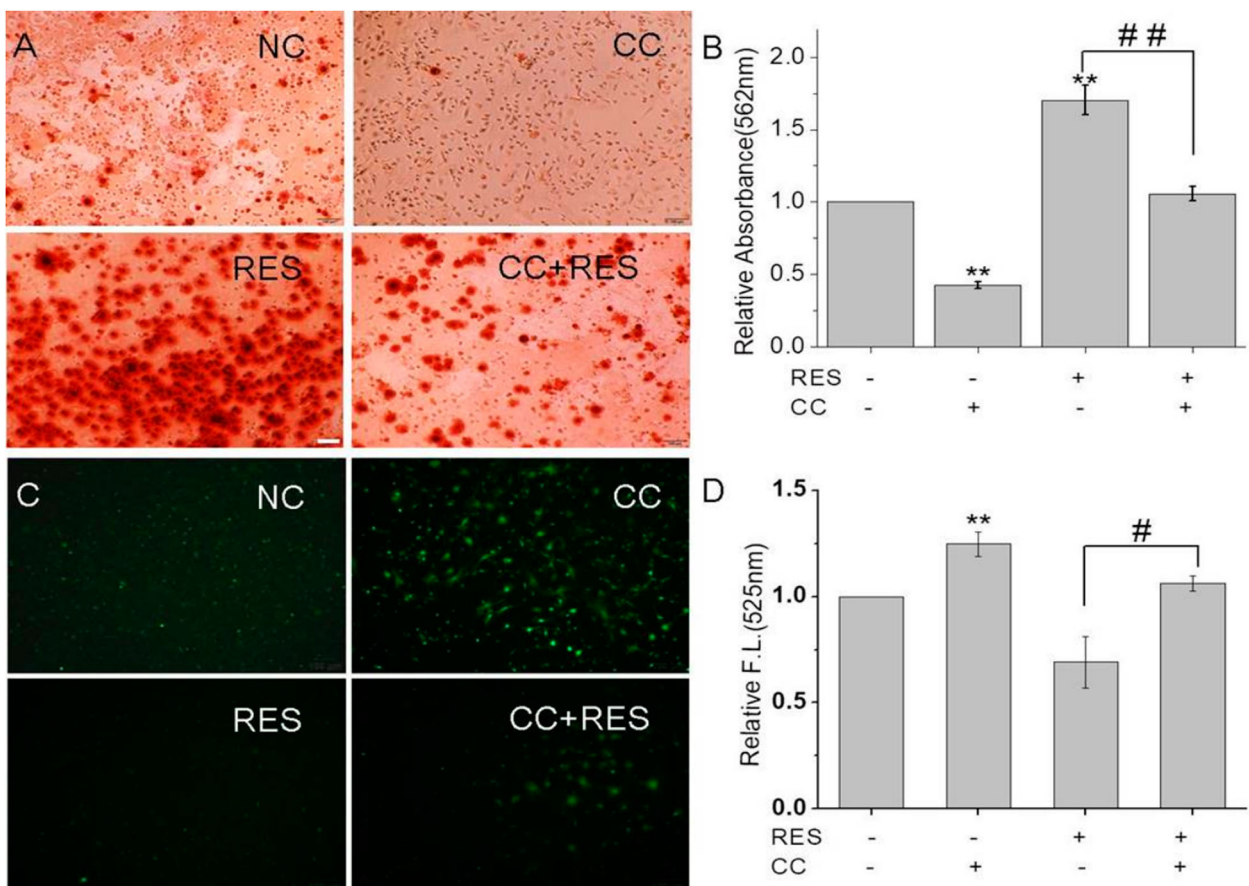 A
NC
CC
RES
CC+RES
B
Relative Absorbance(562nm)
2.0
1.5
1.0
0.5
0.0
**
**
# #
RES - - + +
CC - + - +
C
NC
CC
RES
CC+RES
D
Relative F.L.(525nm)
1.5
1.0
0.5
0.0
**
#
RES - - + +
CC - + - +